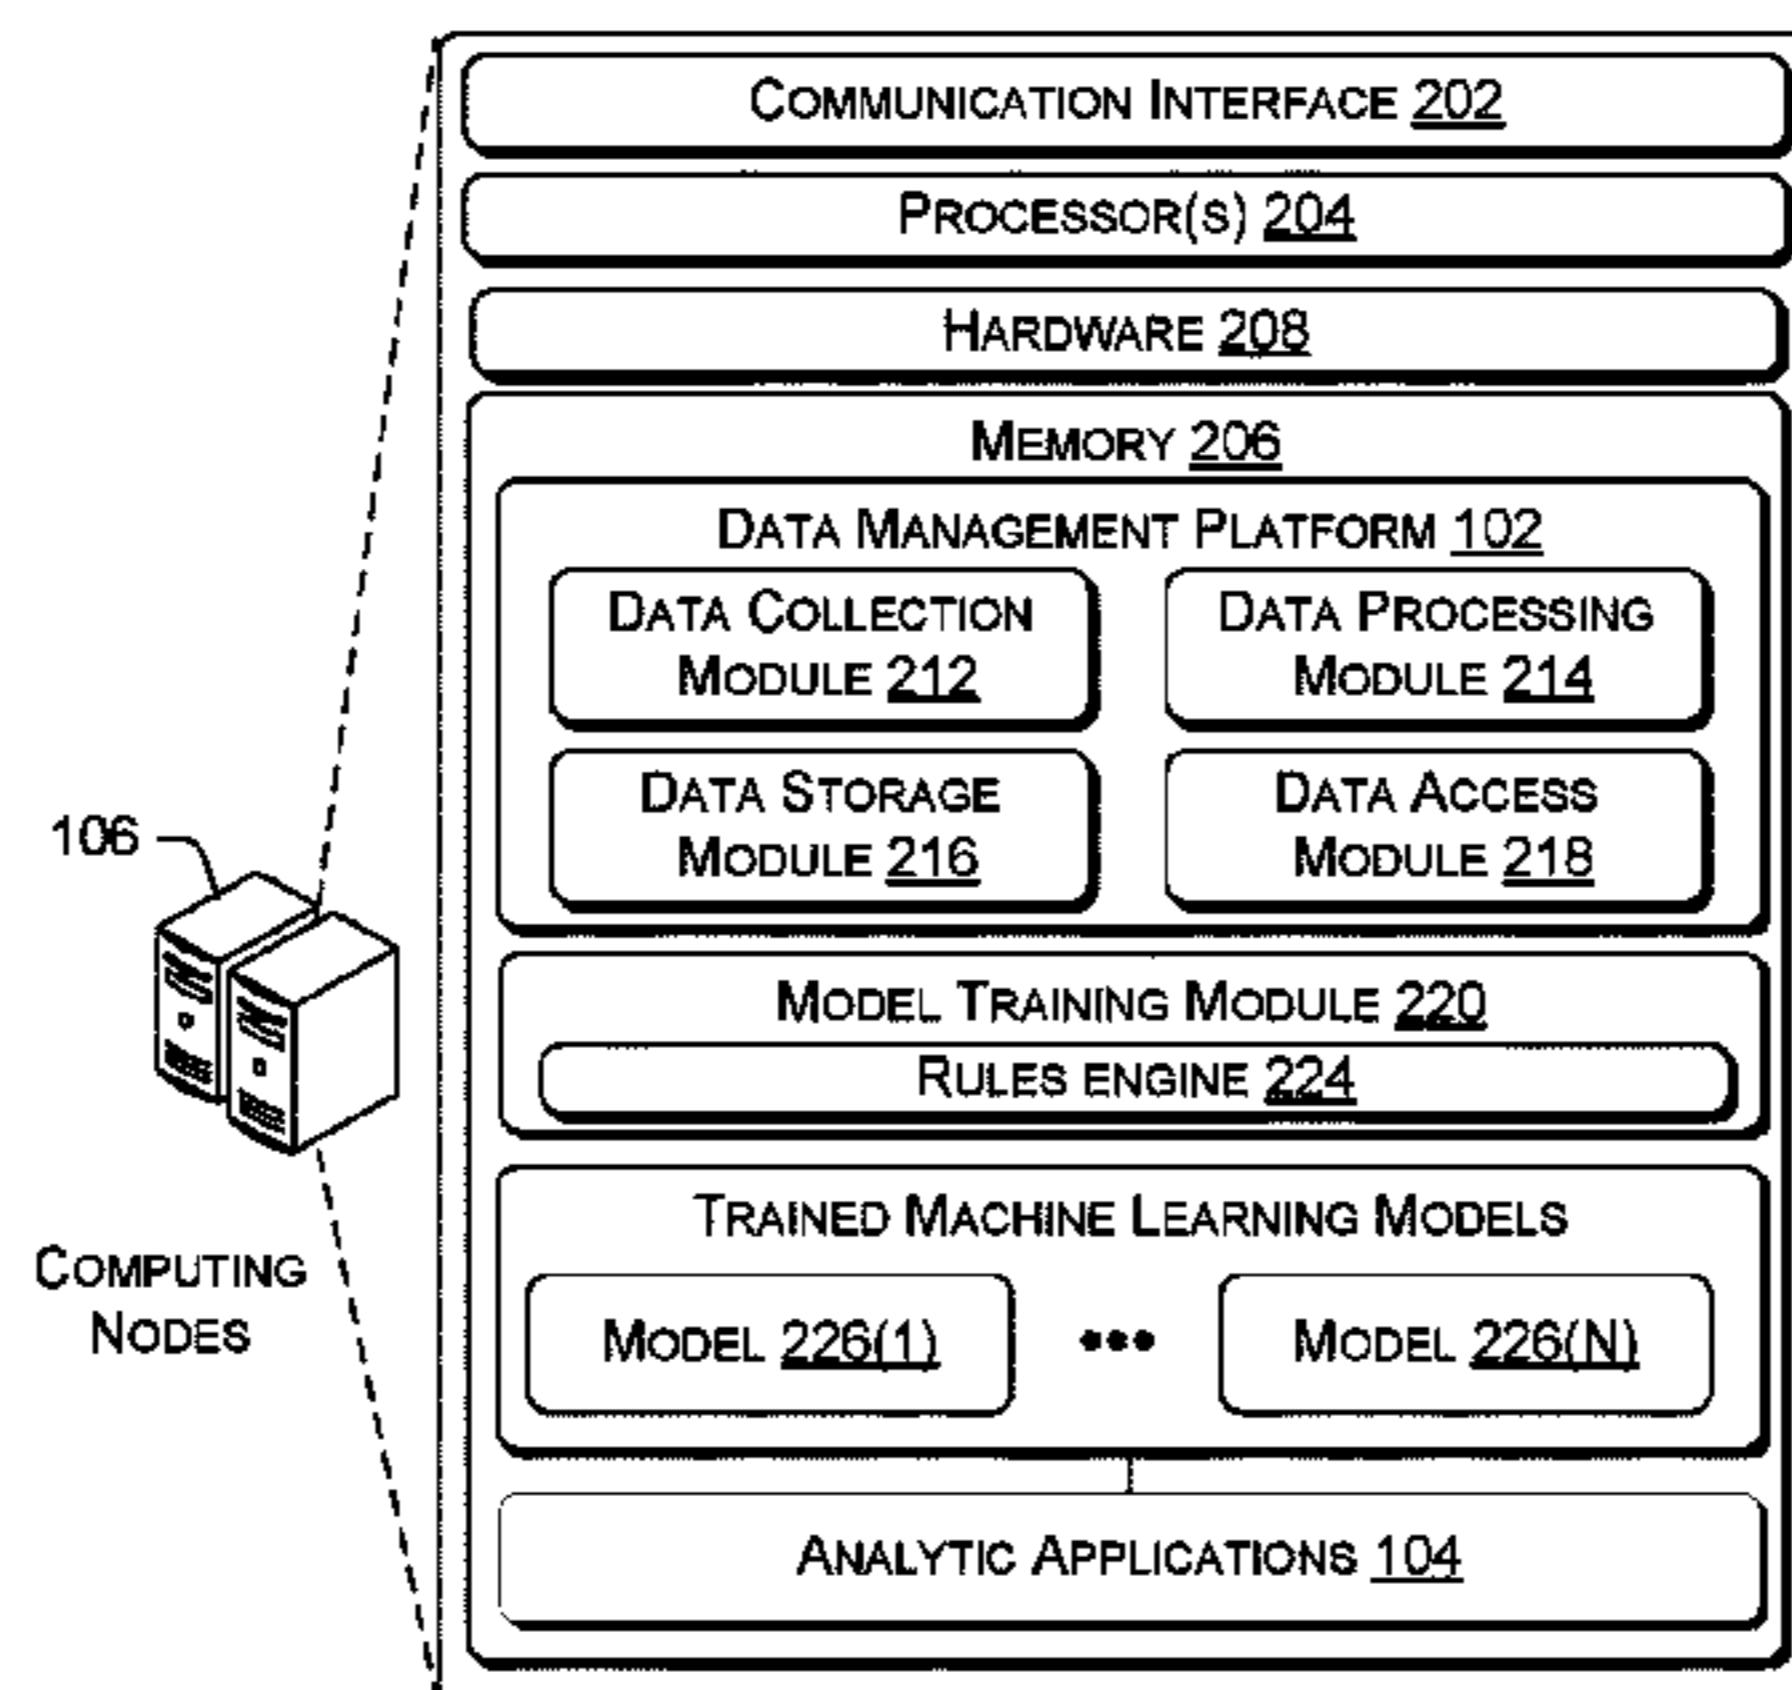 COMMUNICATION INTERFACE 202
PROCESSOR(S) 204
HARDWARE 208
MEMORY 206
DATA MANAGEMENT PLATFORM 102
DATA COLLECTION
MODULE 212
DATA PROCESSING
MODULE 214
DATA STORAGE
MODULE 216
DATA ACCESS
MODULE 218
106
MODEL TRAINING MODULE 220
RULES ENGINE 224
TRAINED MACHINE LEARNING MODELS
COMPUTING
NODES
MODEL 226(1)
•••
MODEL 226(N)
ANALYTIC APPLICATIONS 104